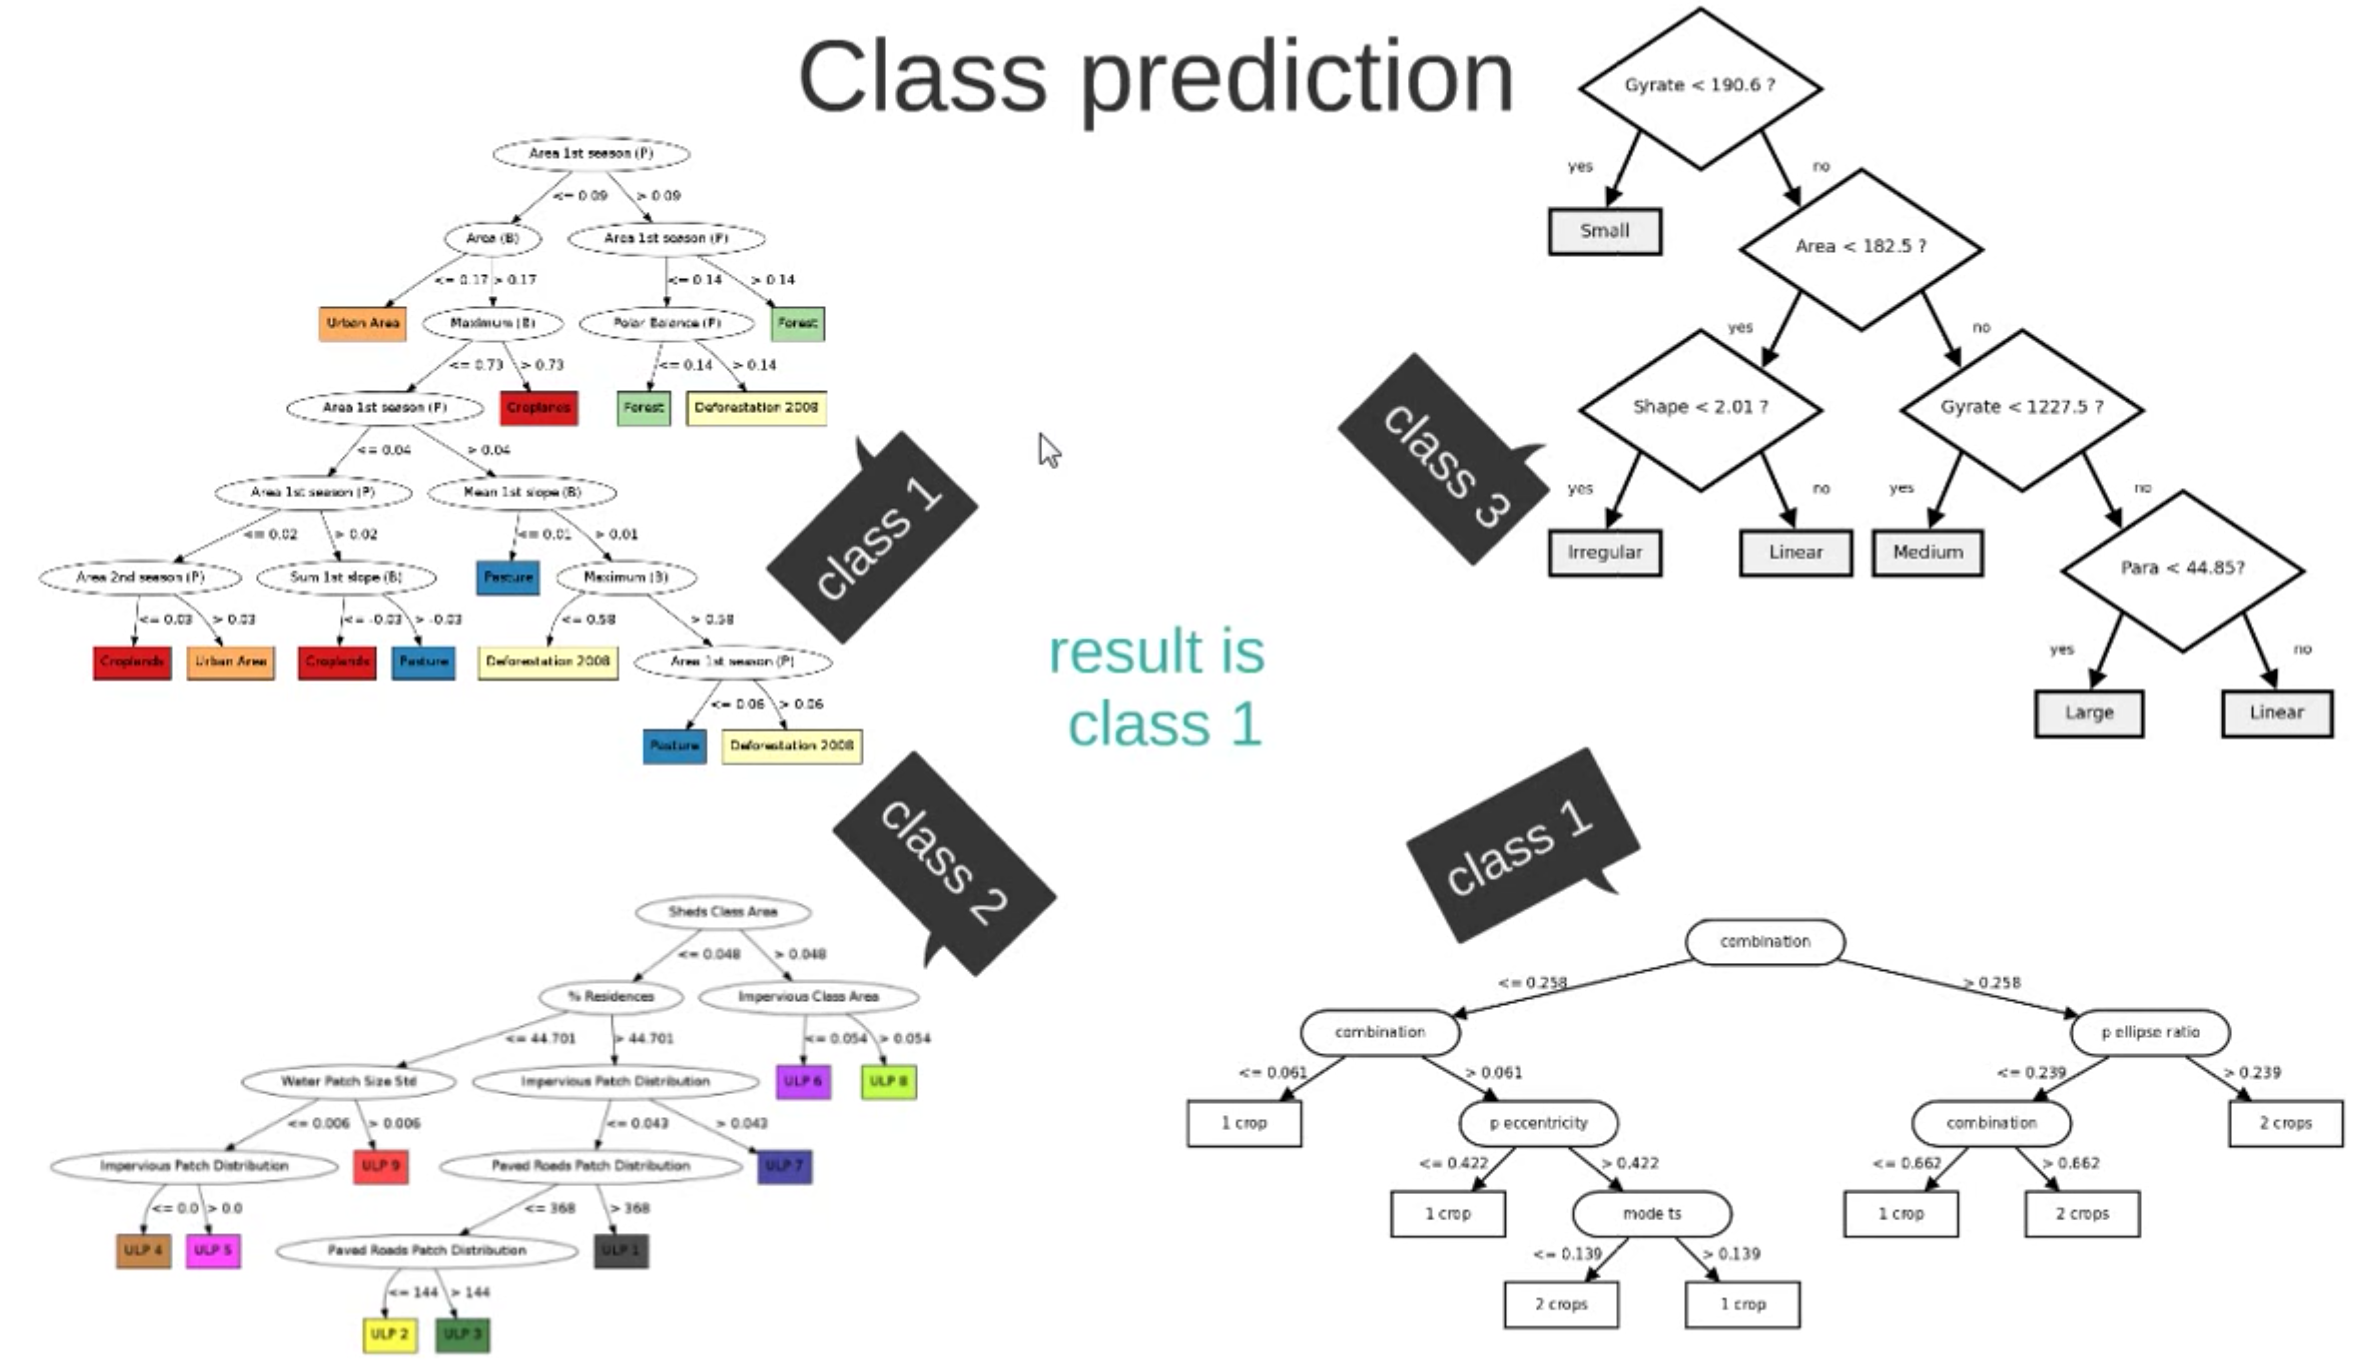 Class prediction
Area 1st season (P)
<= 0.09 > 0.09
Area (B) Area 1st season (P)
<= 0.17 > 0.17 <= 0.14 > 0.14
Urban Area Maximum (B) Polar Balance (P) Forest
<= 0.73 > 0.73 <= 0.14 > 0.14
Area 1st season (P) Croplands Forest Deforestation 2008
<= 0.04 > 0.04
Area 1st season (P) Mean 1st slope (B)
<= 0.02 > 0.02 <= 0.01 > 0.01
Area 2nd season (P) Sum 1st slope (B) Pasture Maximum (B)
<= 0.03 > 0.03 <= -0.03 > -0.03 <= 0.58 > 0.58
Croplands Urban Area Croplands Pasture Deforestation 2008 Area 1st season (P)
<= 0.06 > 0.06
Pasture Deforestation 2008
class 1
Gyrate < 190.6 ?
yes no
Small
Area < 182.5 ?
yes no
Shape < 2.01 ? Gyrate < 1227.5 ?
yes no yes no
Irregular Linear Medium
Para < 44.85?
yes no
Large Linear
class 3
result is
class 1
class 2
Sheds Class Area
<= 0.048 > 0.048
% Residences Impervious Class Area
<= 44.701 > 44.701 <= 0.054 > 0.054
Water Patch Size Std Impervious Patch Distribution ULP 6 ULP 8
<= 0.006 > 0.006 <= 0.043 > 0.043
Impervious Patch Distribution ULP 9 Paved Roads Patch Distribution ULP 7
<= 0.0 > 0.0 <= 368 > 368
ULP 4 ULP 5 Paved Roads Patch Distribution ULP 1
<= 144 > 144
ULP 2 ULP 3
class 1
combination
<= 0.258 > 0.258
combination p ellipse ratio
<= 0.061 > 0.061 <= 0.239 > 0.239
1 crop p eccentricity combination 2 crops
<= 0.422 > 0.422 <= 0.662 > 0.662
1 crop mode ts 1 crop 2 crops
<= 0.139 > 0.139
2 crops 1 crop